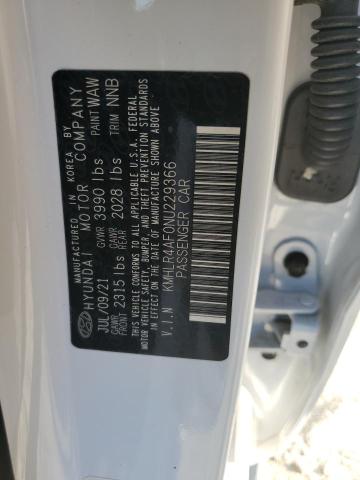 MANUFACTURED IN KOREA BY
HYUNDAI MOTOR COMPANY
JUL/09/21 GVWR 3990 lbs PAINT WAW
GAWR FRONT 2315 lbs GAWR REAR 2028 lbs TRIM NNB
THIS VEHICLE CONFORMS TO ALL APPLICABLE U.S.A. FEDERAL
MOTOR VEHICLE SAFETY, BUMPER, AND THEFT PREVENTION STANDARDS
IN EFFECT ON THE DATE OF MANUFACTURE SHOWN ABOVE.
V.I.N KMHLR4AF0NU229366
PASSENGER CAR